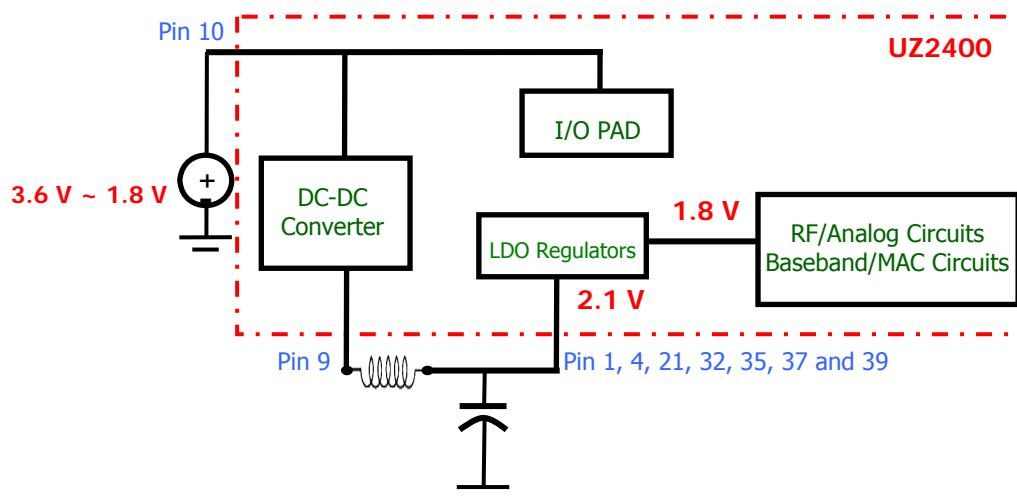 Pin 10
UZ2400
I/O PAD
3.6 V ~ 1.8 V
+
DC-DC
Converter
LDO Regulators
1.8 V
RF/Analog Circuits
Baseband/MAC Circuits
2.1 V
Pin 9
Pin 1, 4, 21, 32, 35, 37 and 39